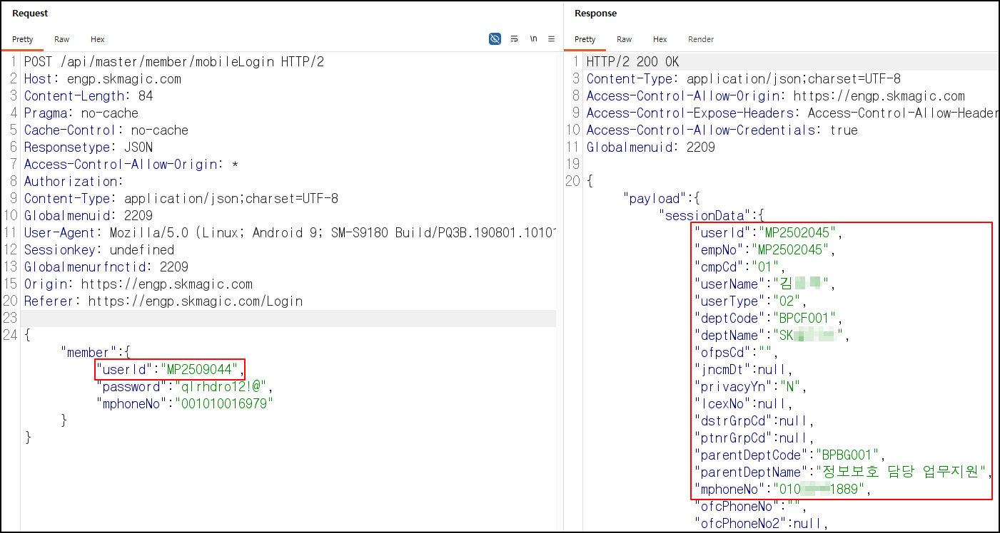 Request
Pretty Raw Hex \n
1 POST /api/master/member/mobileLogin HTTP/2
2 Host: engp.skmagic.com
3 Content-Length: 84
4 Pragma: no-cache
5 Cache-Control: no-cache
6 Responsetype: JSON
7 Access-Control-Allow-Origin: *
8 Authorization:
9 Content-Type: application/json;charset=UTF-8
10 Globalmenuid: 2209
11 User-Agent: Mozilla/5.0 (Linux; Android 9; SM-S9180 Build/PQ3B.190801.10101
12 Sessionkey: undefined
13 Globalmenurfnctid: 2209
15 Origin: https://engp.skmagic.com
20 Referer: https://engp.skmagic.com/Login
23
24 {
"member":{
"userId":"MP2509044",
"password":"qlrhdro12!@",
"mphoneNo":"001010016979"
}
}
Response
Pretty Raw Hex Render
1 HTTP/2 200 OK
3 Content-Type: application/json;charset=UTF-8
8 Access-Control-Allow-Origin: https://engp.skmagic.com
9 Access-Control-Expose-Headers: Access-Control-Allow-Header
10 Access-Control-Allow-Credentials: true
11 Globalmenuid: 2209
19
20 {
"payload":{
"sessionData":{
"userId":"MP2502045",
"empNo":"MP2502045",
"cmpCd":"01",
"userName":"김",
"userType":"02",
"deptCode":"BPCF001",
"deptName":"SK",
"ofpsCd":"",
"jncmDt":null,
"privacyYn":"N",
"lcexNo":null,
"dstrGrpCd":null,
"ptnrGrpCd":null,
"parentDeptCode":"BPBG001",
"parentDeptName":"정보보호 담당 업무지원",
"mphoneNo":"010 1889",
"ofcPhoneNo":"",
"ofcPhoneNo2":null,